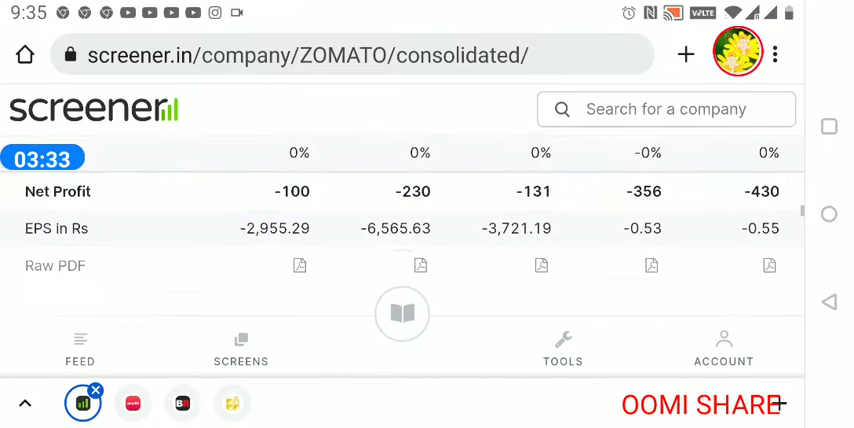 9:35 VoLTE
screener.in/company/ZOMATO/consolidated/
screener Search for a company
03:33 0% 0% 0% -0% 0%
Net Profit -100 -230 -131 -356 -430
EPS in Rs -2,955.29 -6,565.63 -3,721.19 -0.53 -0.55
Raw PDF
FEED SCREENS TOOLS ACCOUNT
BR OOMI SHARE